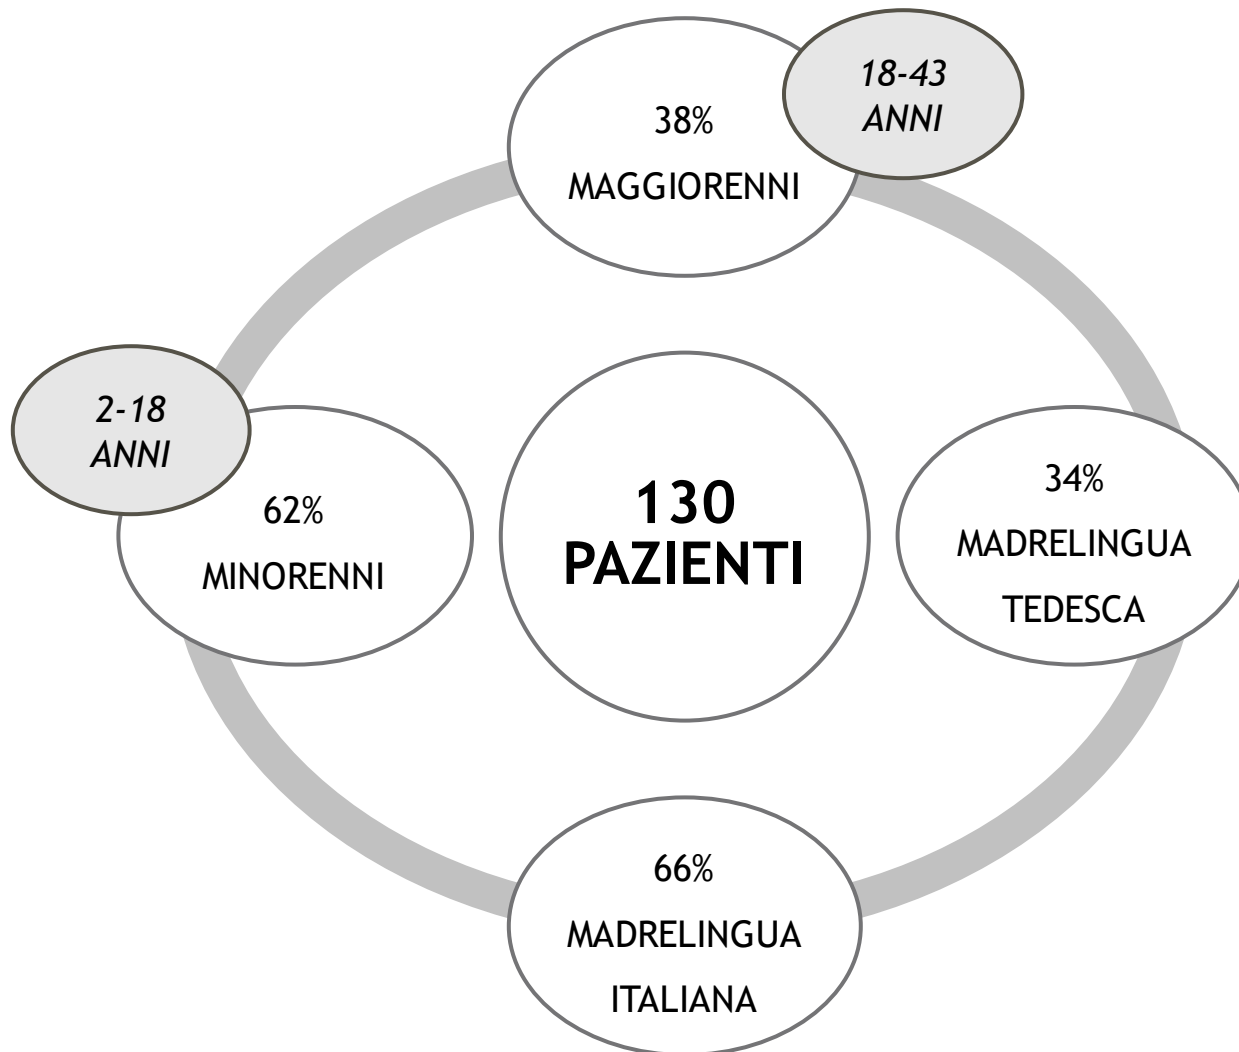 38%
MAGGIORENNI
18-43
ANNI
2-18
ANNI
62%
MINORENNI
130
PAZIENTI
34%
MADRELINGUA
TEDESCA
66%
MADRELINGUA
ITALIANA